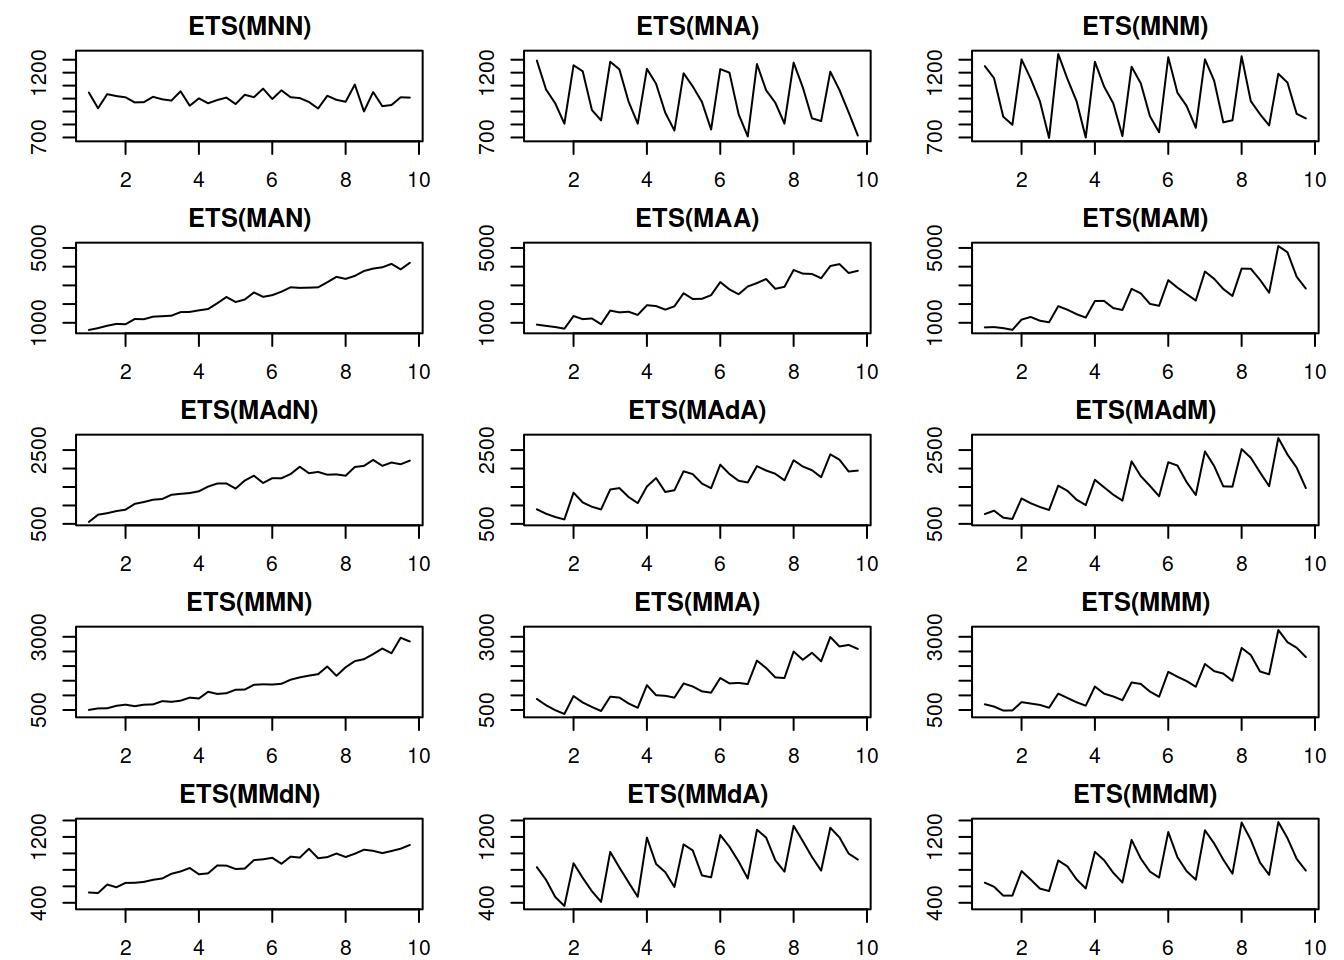 ETS(MNN) ETS(MNA) ETS(MNM)
1200 1200 1200
700 700 700
2 4 6 8 10 2 4 6 8 10 2 4 6 8 10
ETS(MAN) ETS(MAA) ETS(MAM)
5000 5000 5000
1000 1000 1000
2 4 6 8 10 2 4 6 8 10 2 4 6 8 10
ETS(MAdN) ETS(MAdA) ETS(MAdM)
2500 2500 2500
500 500 500
2 4 6 8 10 2 4 6 8 10 2 4 6 8 10
ETS(MMN) ETS(MMA) ETS(MMM)
3000 3000 3000
500 500 500
2 4 6 8 10 2 4 6 8 10 2 4 6 8 10
ETS(MMdN) ETS(MMdA) ETS(MMdM)
1200 1200 1200
400 400 400
2 4 6 8 10 2 4 6 8 10 2 4 6 8 10